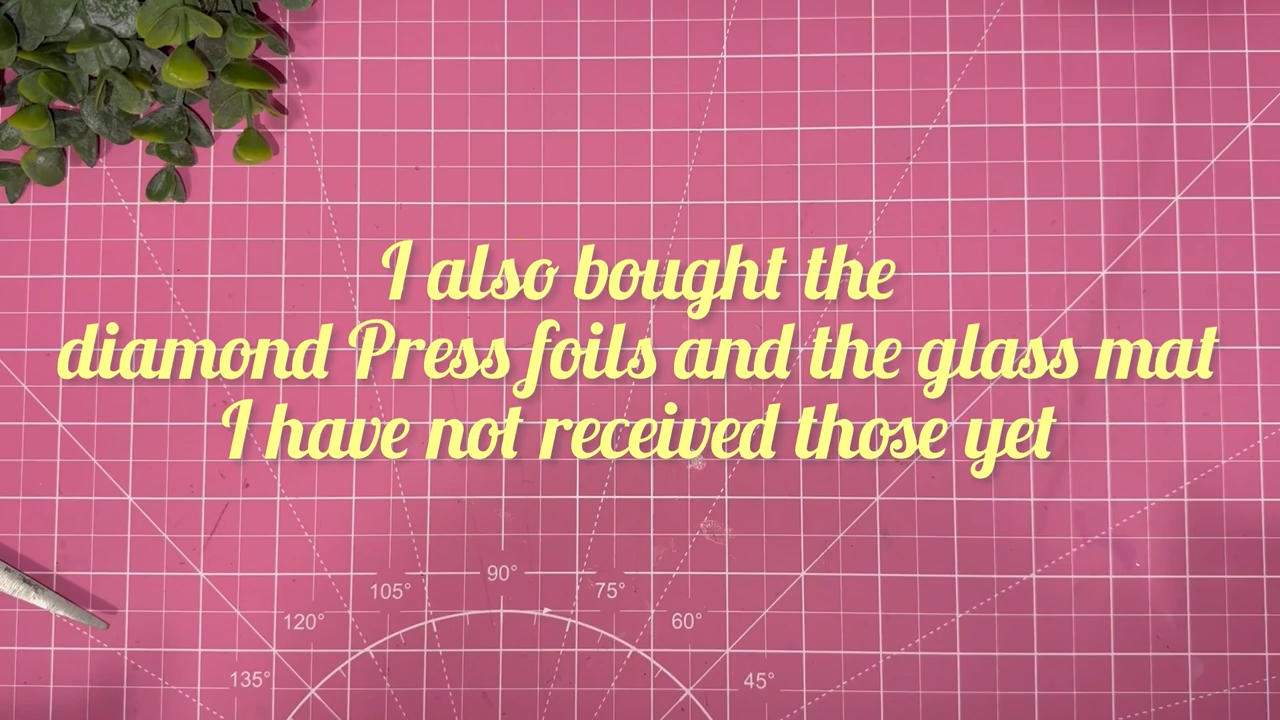 I also bought the
diamond Press foils and the glass mat
I have not received those yet
90°
105°
75°
120°
60°
135°
45°